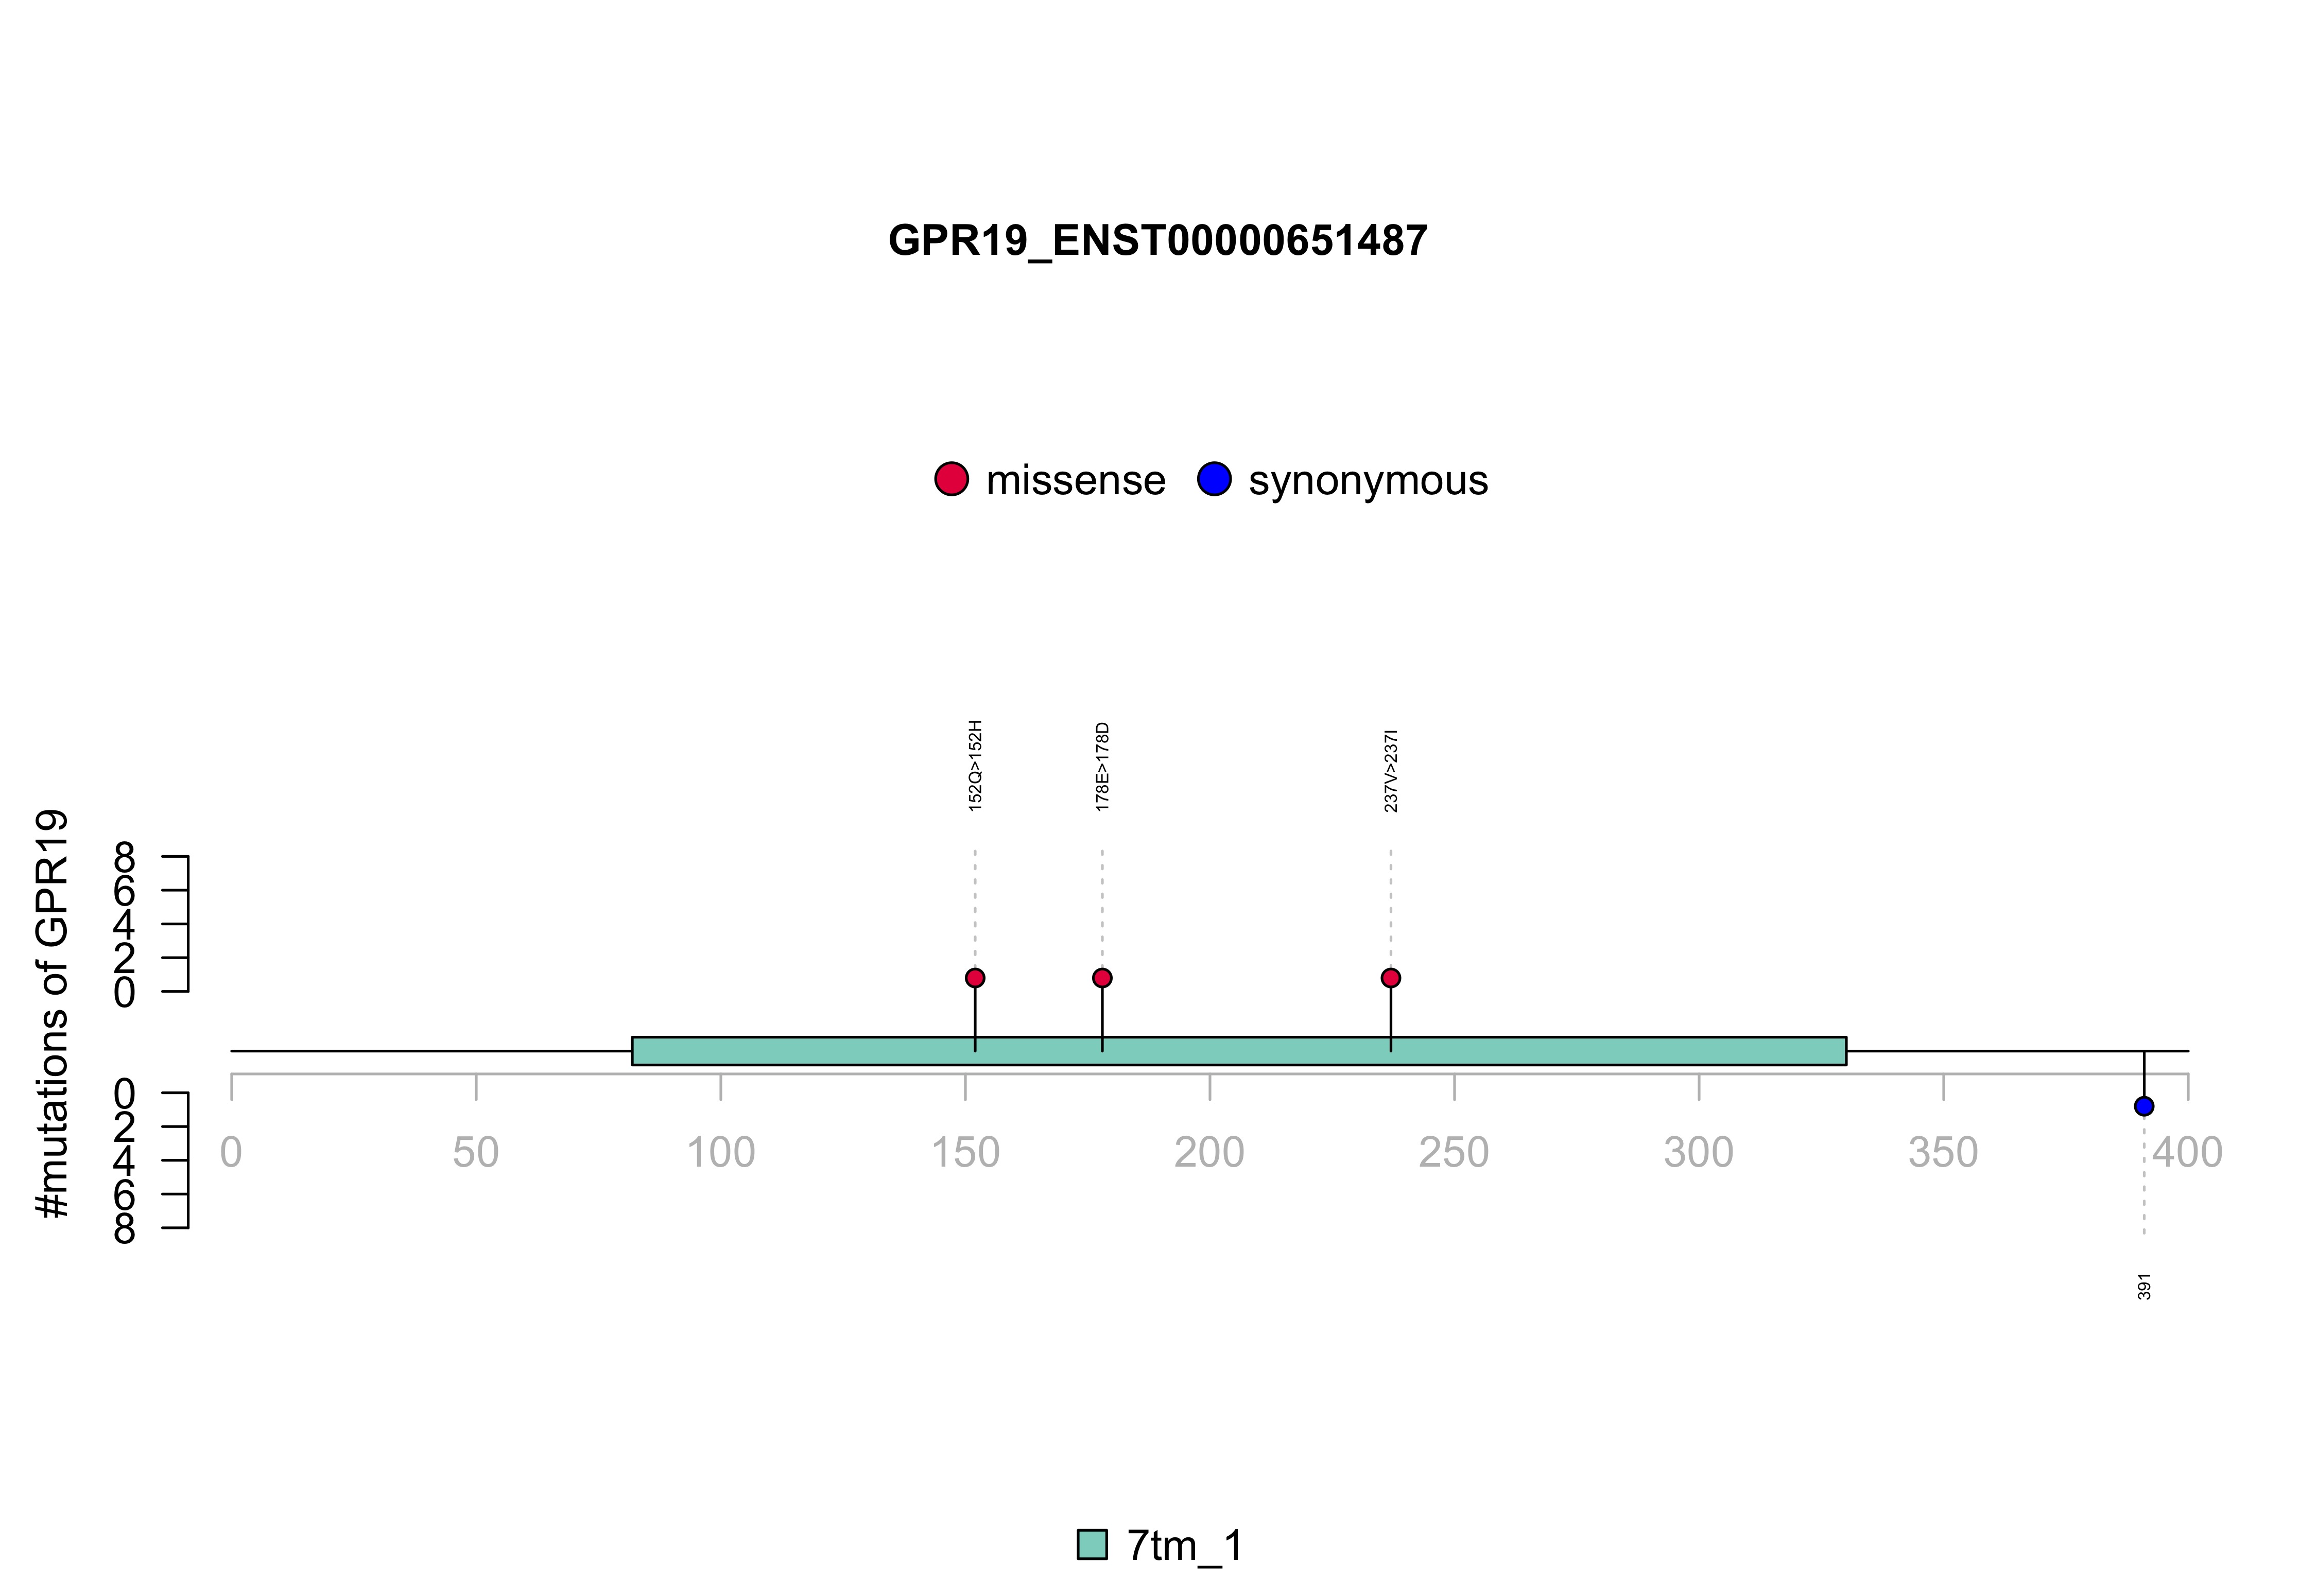 GPR19_ENST00000651487
missense synonymous
152Q>152H
178E>178D
237V>237I
#mutations of GPR19
8
6
4
2
0
0
2
4
6
8
0 50 100 150 200 250 300 350 400
391
7tm_1